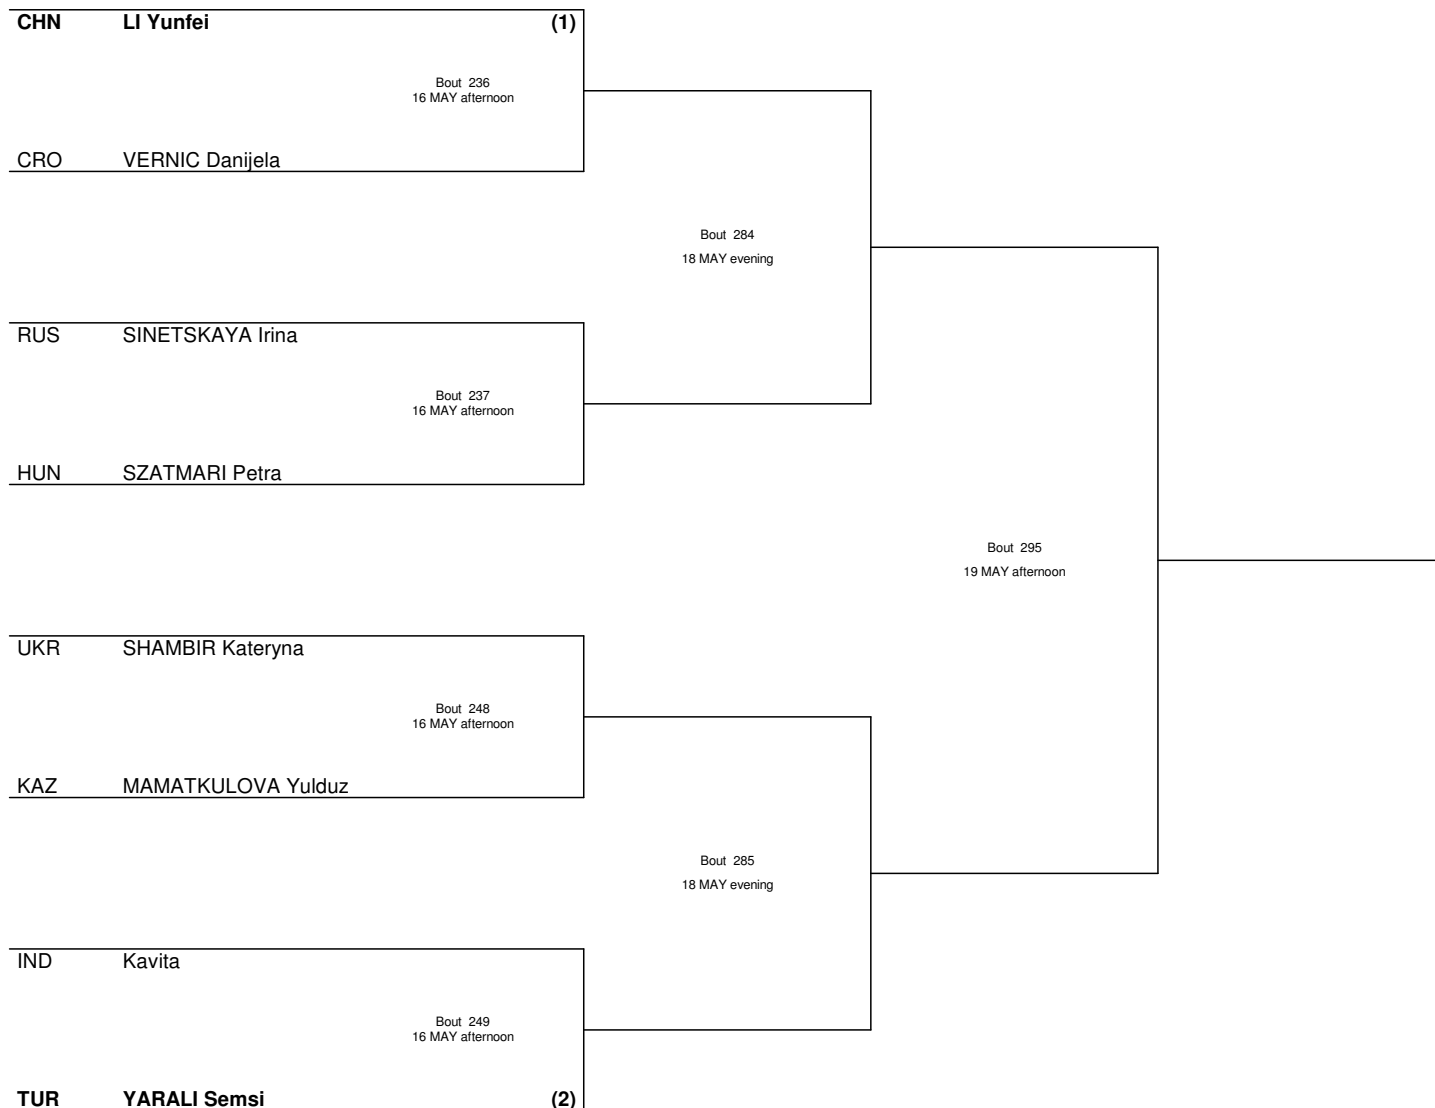 CHN LI Yunfei (1)
Bout 236
16 MAY afternoon
CRO VERNIC Danijela
Bout 284
18 MAY evening
RUS SINETSKAYA Irina
Bout 237
16 MAY afternoon
HUN SZATMARI Petra
Bout 295
19 MAY afternoon
UKR SHAMBIR Kateryna
Bout 248
16 MAY afternoon
KAZ MAMATKULOVA Yulduz
Bout 285
18 MAY evening
IND Kavita
Bout 249
16 MAY afternoon
TUR YARALI Semsi (2)